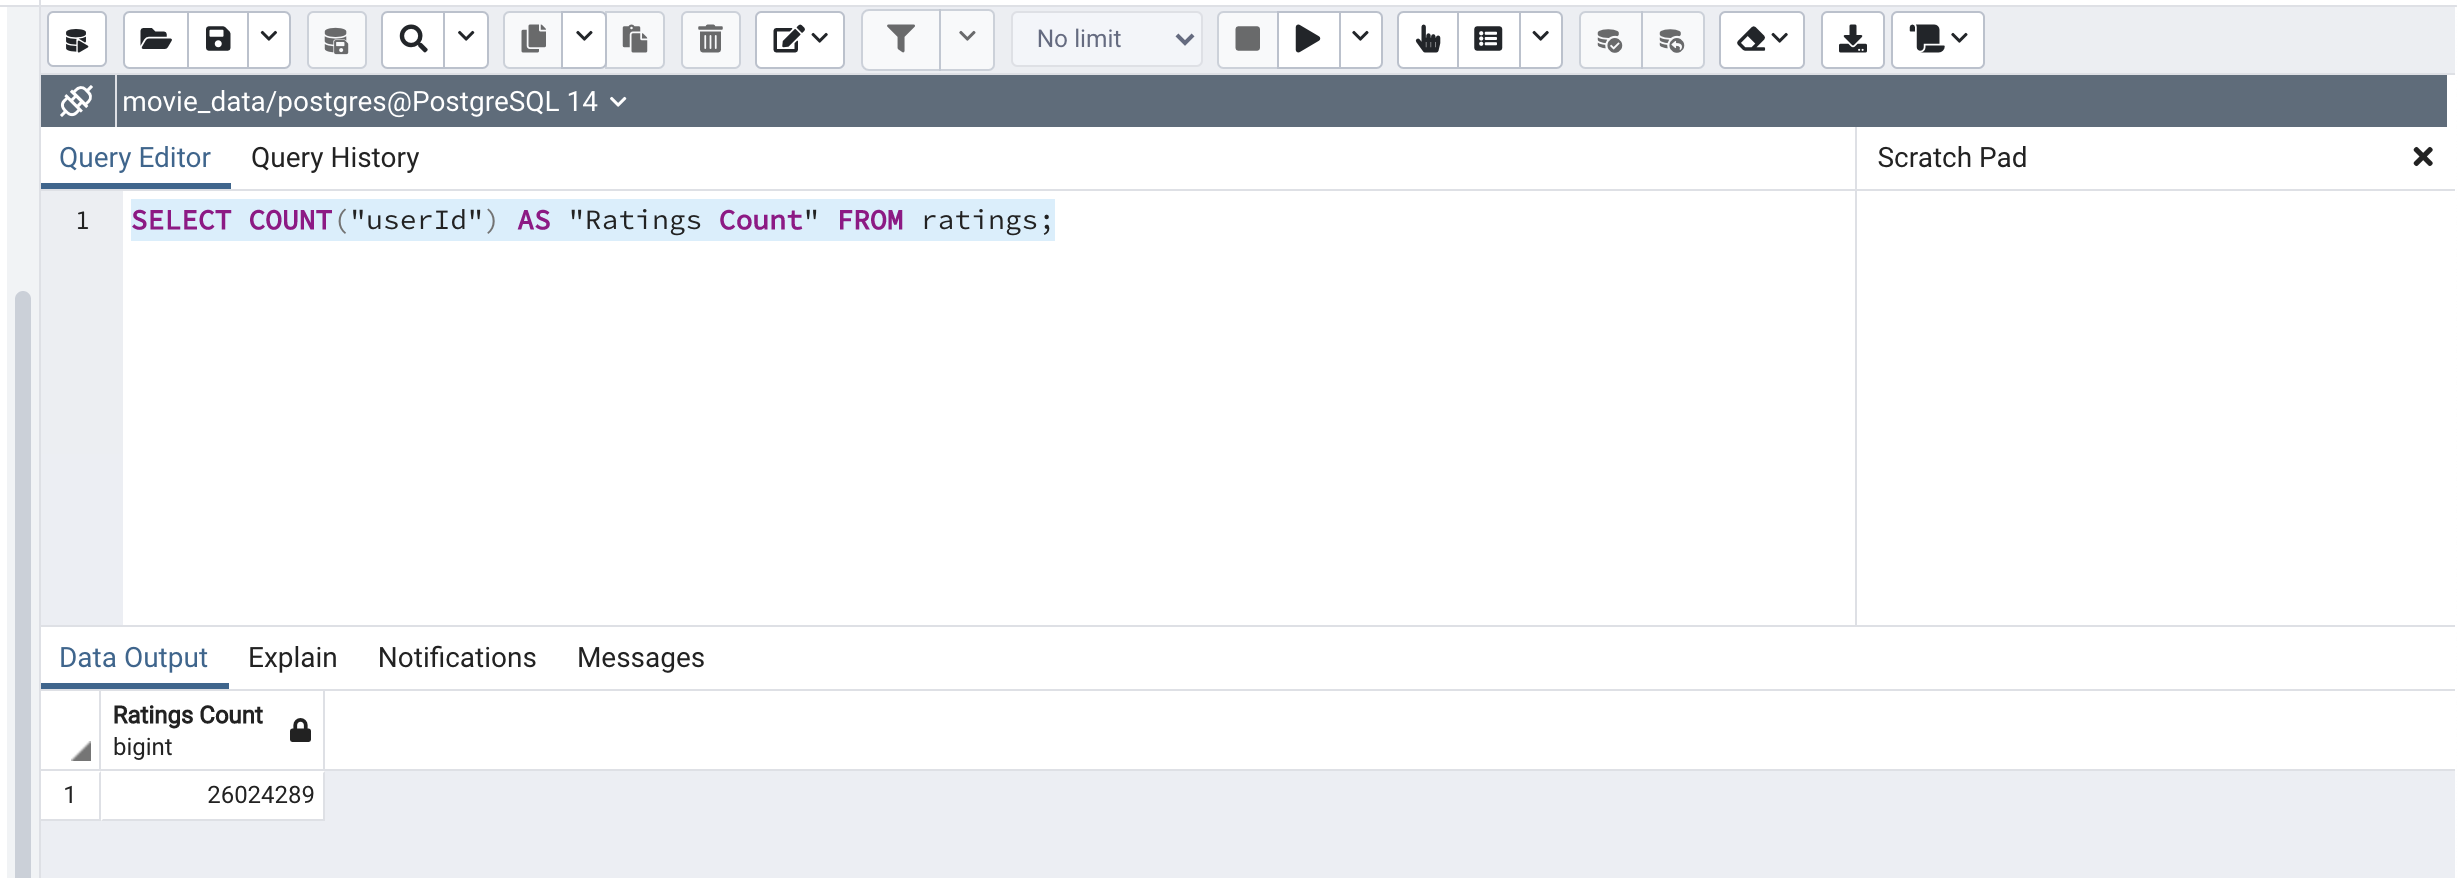 No limit
movie_data/postgres@PostgreSQL 14
Query Editor Query History Scratch Pad
1 SELECT COUNT("userId") AS "Ratings Count" FROM ratings;
Data Output Explain Notifications Messages
Ratings Count
bigint
1 26024289